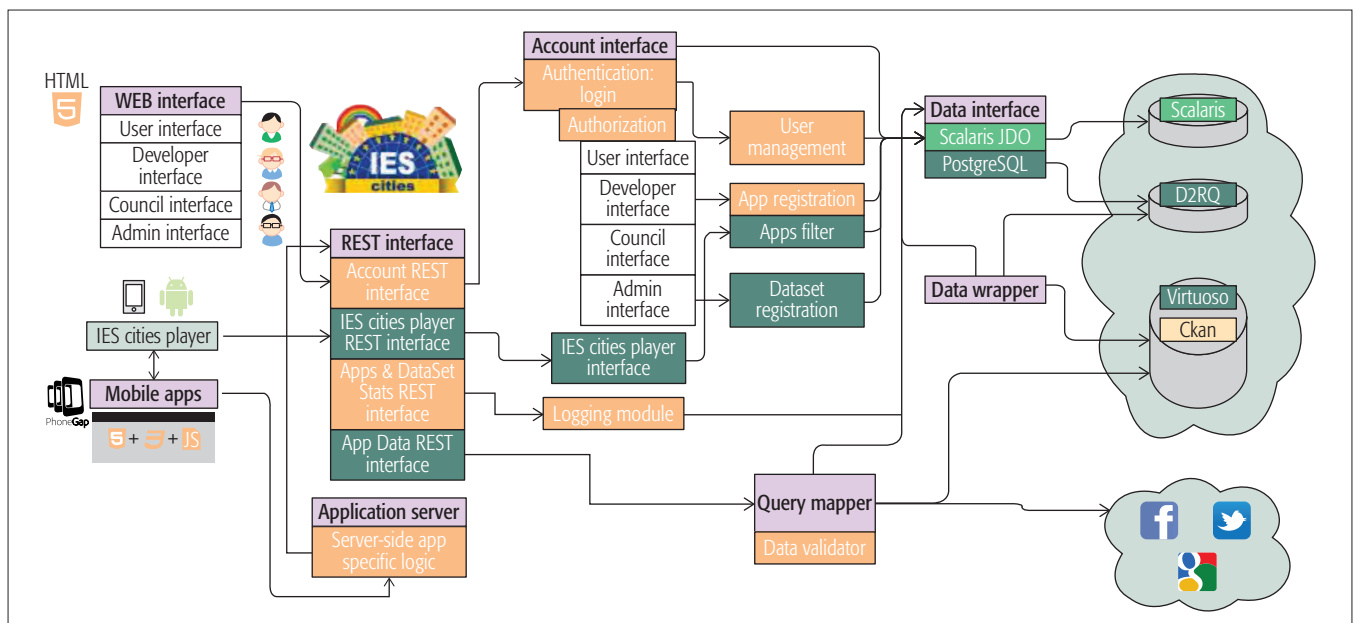 HTML
5
WEB interface
User interface
Developer
interface
Council interface
Admin interface
IES
cities
IES cities player
Mobile apps
PhoneGap
5 + 3 + JS
REST interface
Account REST
interface
IES cities player
REST interface
Apps & DataSet
Stats REST
interface
App Data REST
interface
Application server
Server-side app
specific logic
Account interface
Authentication:
login
Authorization
User interface
Developer
interface
Council
interface
Admin
interface
IES cities player
interface
Logging module
User
management
App registration
Apps filter
Dataset
registration
Query mapper
Data validator
Data interface
Scalaris JDO
PostgreSQL
Data wrapper
Scalaris
D2RQ
Virtuoso
Ckan
f
g